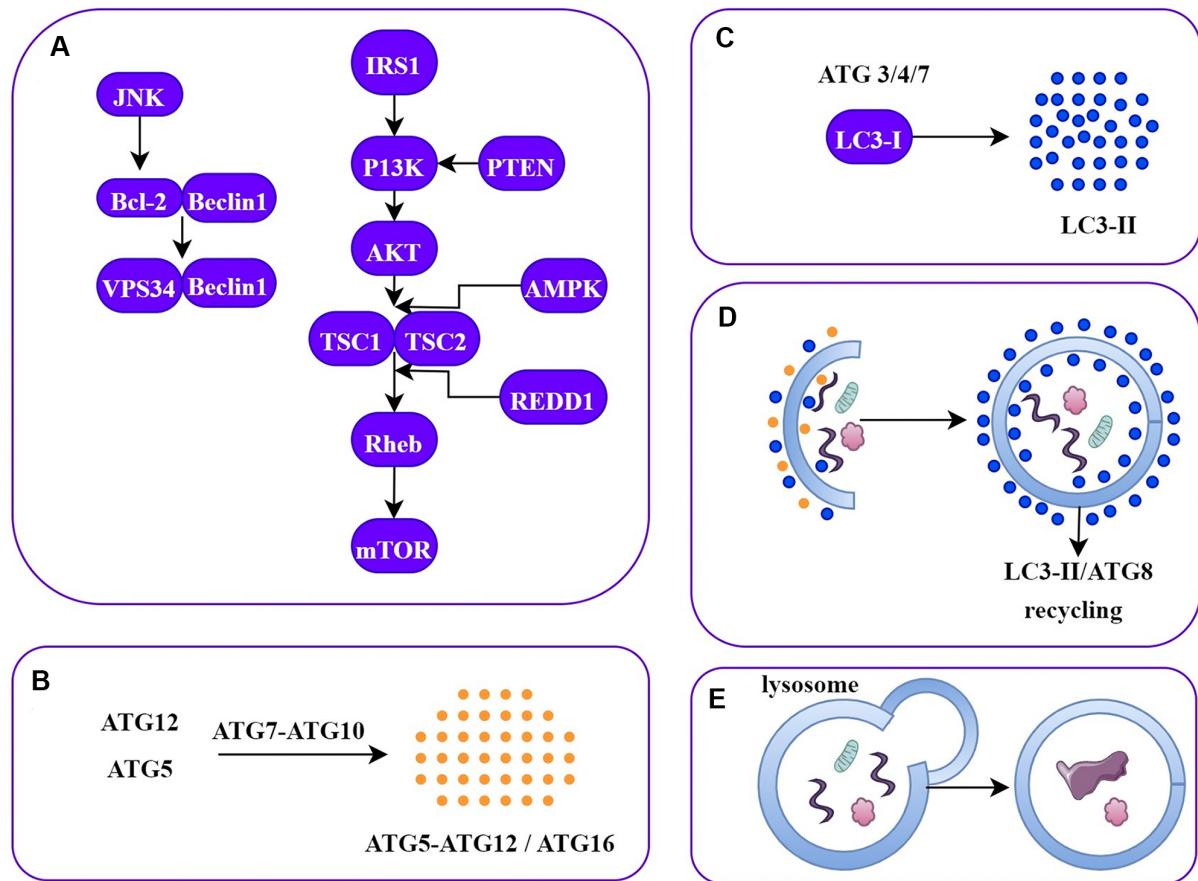 A
IRS1
JNK
P13K
PTEN
Bcl-2
Beclin1
AKT
VPS34
Beclin1
AMPK
TSC1
TSC2
REDD1
Rheb
mTOR
B
ATG12
ATG5
ATG7-ATG10
ATG5-ATG12 / ATG16
C
ATG 3/4/7
LC3-I
LC3-II
D
LC3-II/ATG8
recycling
E
lysosome